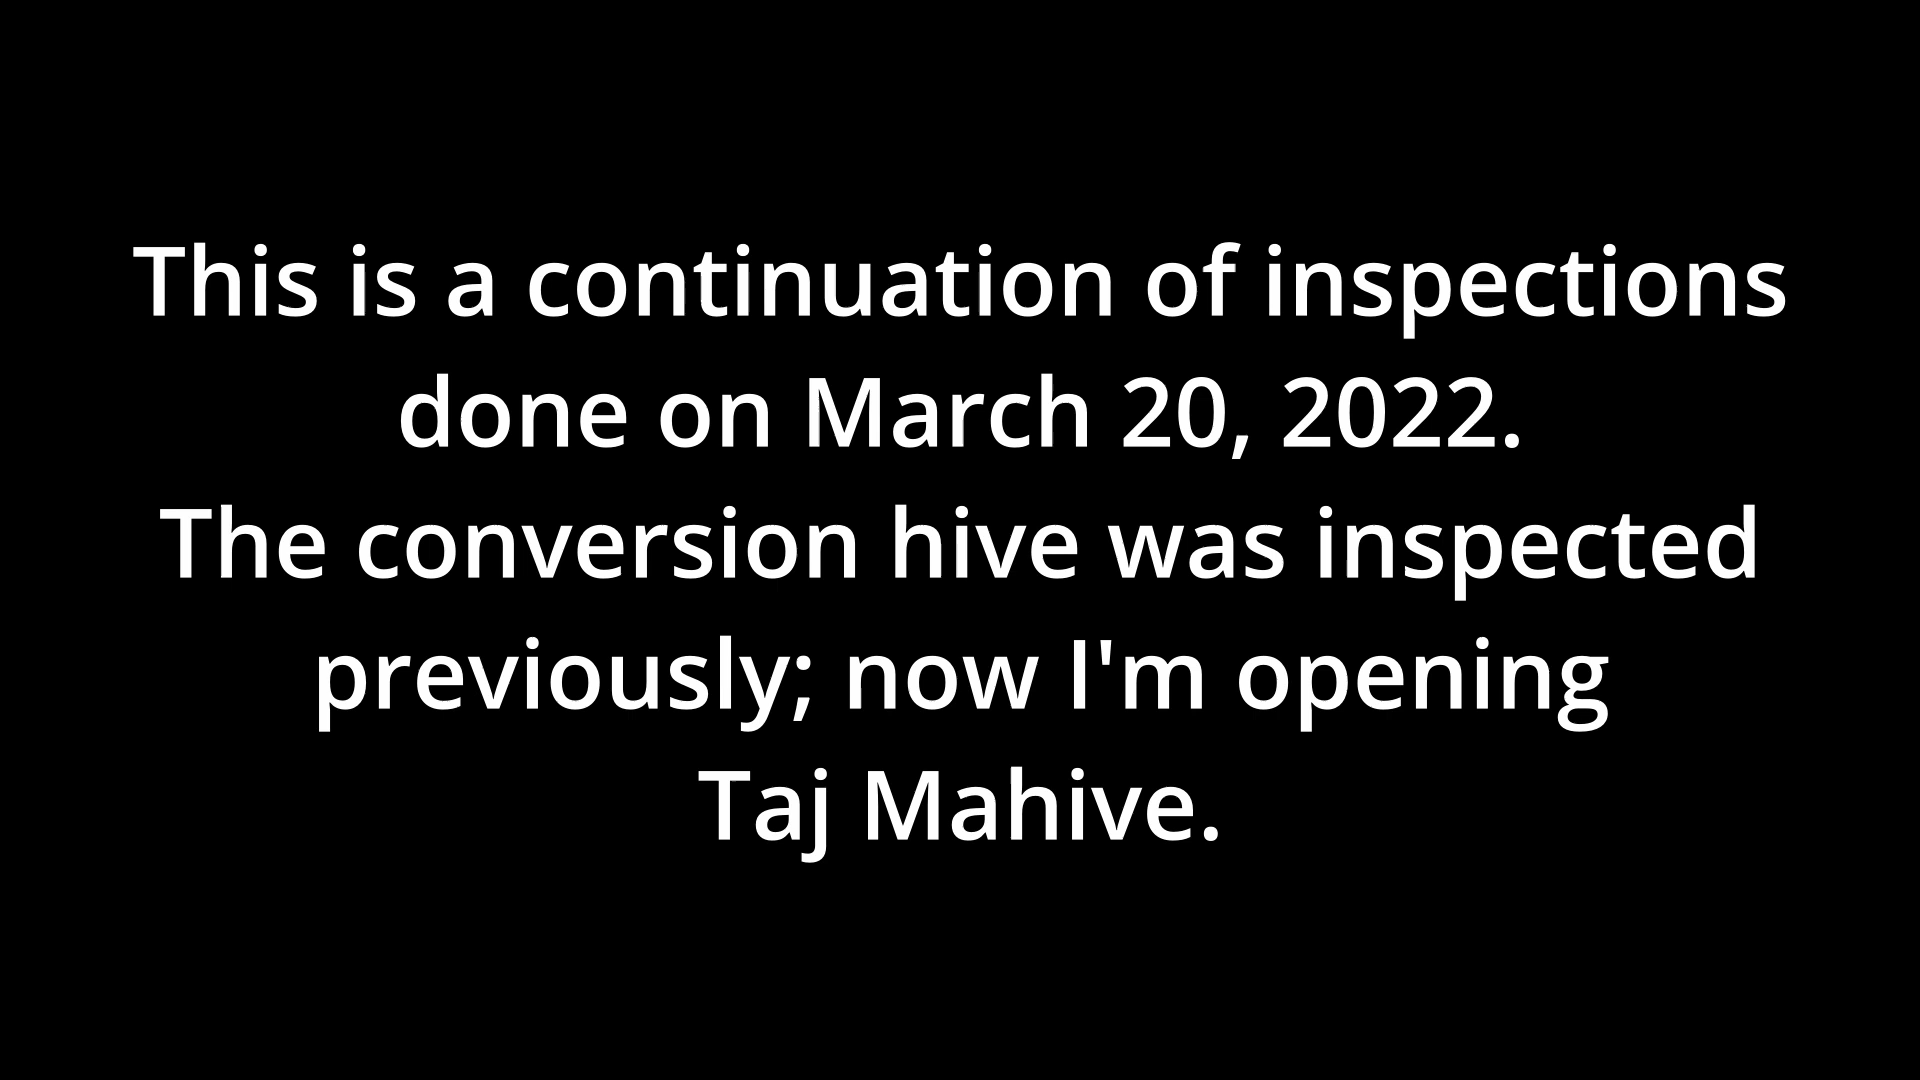 This is a continuation of inspections
done on March 20, 2022.
The conversion hive was inspected
previously; now I'm opening
Taj Mahive.